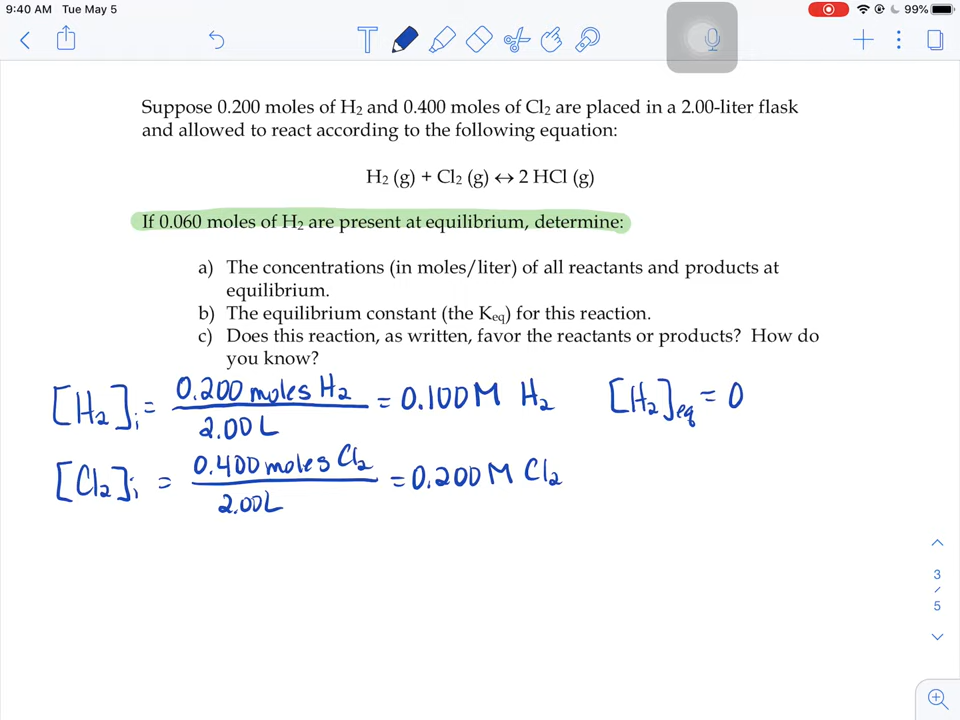 9:40 AM Tue May 5 99%
T
Suppose 0.200 moles of H₂ and 0.400 moles of Cl₂ are placed in a 2.00-liter flask
and allowed to react according to the following equation:
H₂ (g) + Cl₂ (g) ↔ 2 HCl (g)
If 0.060 moles of H₂ are present at equilibrium, determine:
a) The concentrations (in moles/liter) of all reactants and products at
equilibrium.
b) The equilibrium constant (the Keq) for this reaction.
c) Does this reaction, as written, favor the reactants or products? How do
you know?
[H₂]i = 0.200 moles H₂ / 2.00 L = 0.100 M H₂ [H₂]eq = 0
[Cl₂]i = 0.400 moles Cl₂ / 2.00 L = 0.200 M Cl₂
3
/
5